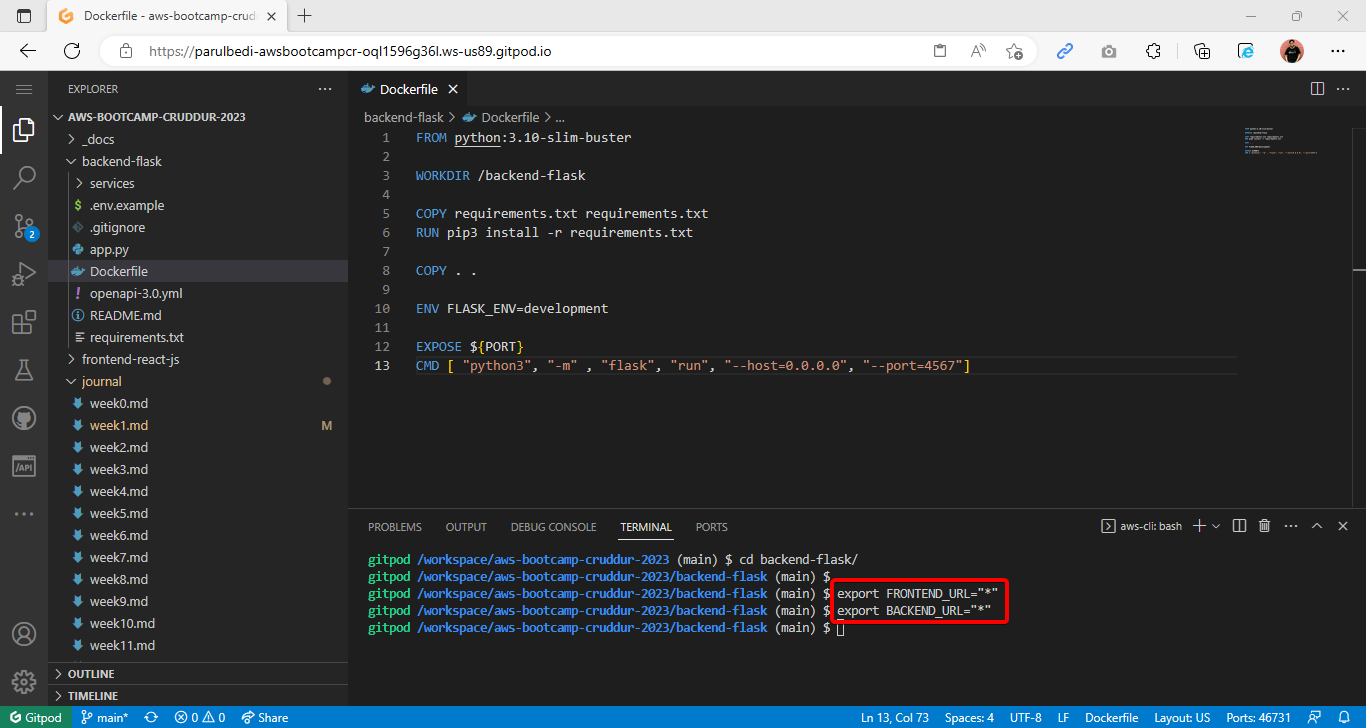 Dockerfile - aws-bootcamp-crud
https://parulbedi-awsbootcampcr-oql1596g36l.ws-us89.gitpod.io
EXPLORER
AWS-BOOTCAMP-CRUDDUR-2023
_docs
backend-flask
services
.env.example
.gitignore
app.py
Dockerfile
openapi-3.0.yml
README.md
requirements.txt
frontend-react-js
journal
week0.md
week1.md M
week2.md
week3.md
week4.md
week5.md
week6.md
week7.md
week8.md
week9.md
week10.md
week11.md
OUTLINE
TIMELINE
2
/API
Dockerfile
backend-flask > Dockerfile > ...
1 FROM python:3.10-slim-buster
2
3 WORKDIR /backend-flask
4
5 COPY requirements.txt requirements.txt
6 RUN pip3 install -r requirements.txt
7
8 COPY . .
9
10 ENV FLASK_ENV=development
11
12 EXPOSE ${PORT}
13 CMD [ "python3", "-m" , "flask", "run", "--host=0.0.0.0", "--port=4567"]
PROBLEMS OUTPUT DEBUG CONSOLE TERMINAL PORTS aws-cli: bash
gitpod /workspace/aws-bootcamp-cruddur-2023 (main) $ cd backend-flask/
gitpod /workspace/aws-bootcamp-cruddur-2023/backend-flask (main) $
gitpod /workspace/aws-bootcamp-cruddur-2023/backend-flask (main) $ export FRONTEND_URL="*"
gitpod /workspace/aws-bootcamp-cruddur-2023/backend-flask (main) $ export BACKEND_URL="*"
gitpod /workspace/aws-bootcamp-cruddur-2023/backend-flask (main) $
Gitpod main* 0 0 Share Ln 13, Col 73 Spaces: 4 UTF-8 LF Dockerfile Layout: US Ports: 46731